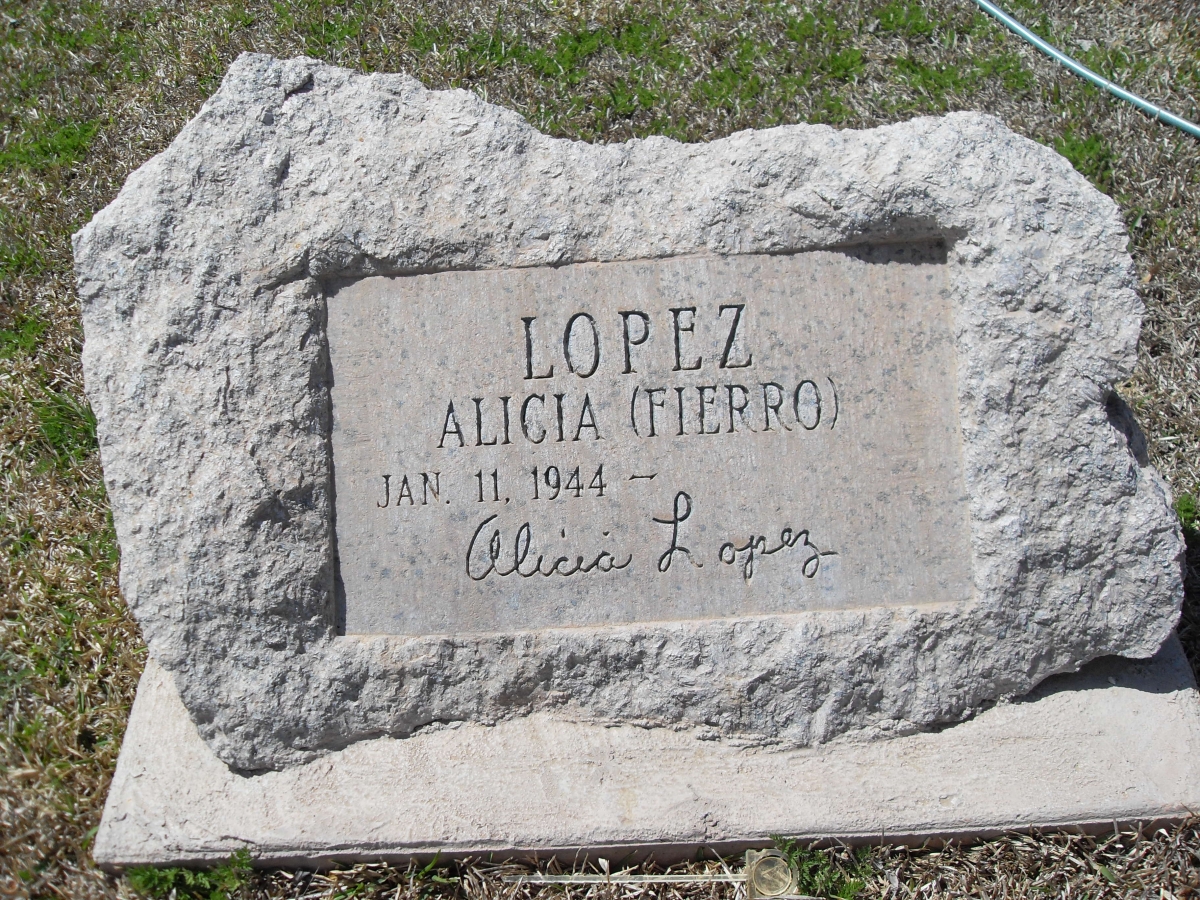 LOPEZ
ALICIA (FIERRO)
JAN. 11, 1944 –
Alicia Lopez